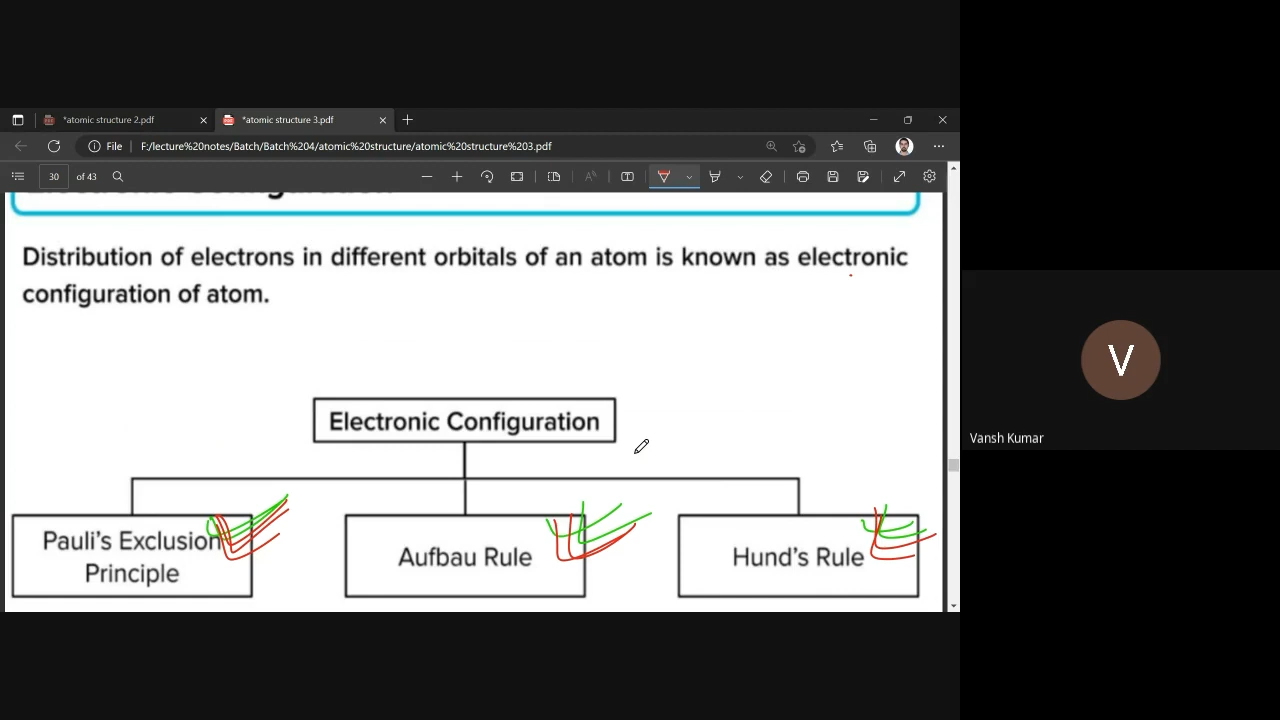 *atomic structure 2.pdf
*atomic structure 3.pdf
File
F:/lecture%20notes/Batch/Batch%204/atomic%20structure/atomic%20structure%203.pdf
30 of 43
Distribution of electrons in different orbitals of an atom is known as electronic
configuration of atom.
Electronic Configuration
Pauli's Exclusion
Principle
Aufbau Rule
Hund's Rule
V
Vansh Kumar